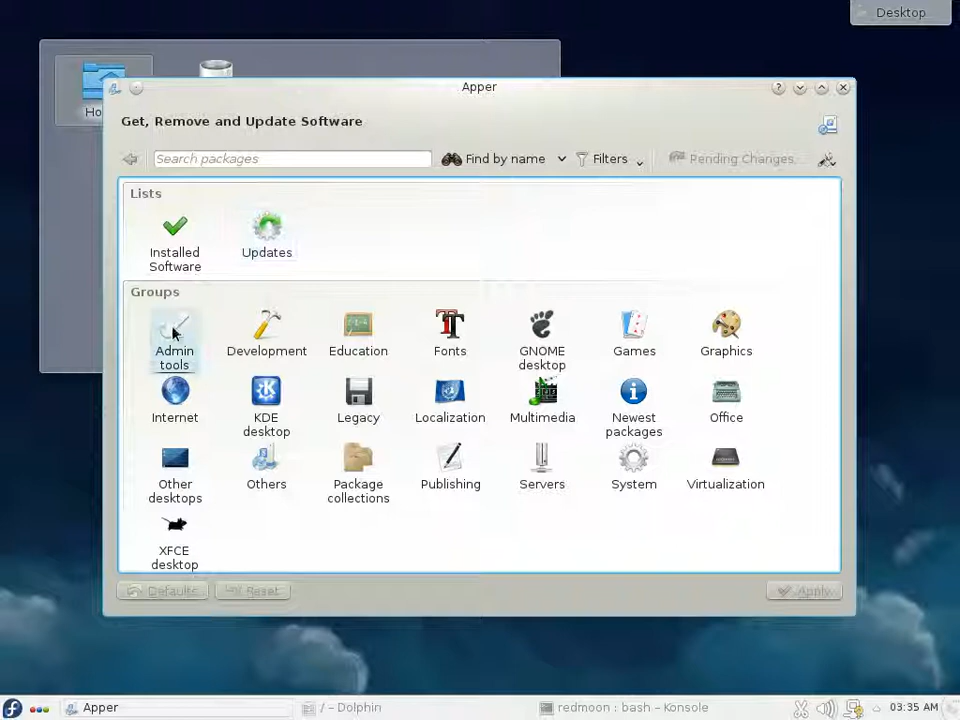 Desktop
Apper
Get, Remove and Update Software
Search packages
Find by name
Filters
Pending Changes...
Lists
Installed Software
Updates
Groups
Admin tools
Development
Education
Fonts
GNOME desktop
Games
Graphics
Internet
KDE desktop
Legacy
Localization
Multimedia
Newest packages
Office
Other desktops
Others
Package collections
Publishing
Servers
System
Virtualization
XFCE desktop
Defaults
Reset
Apply
Apper
/ – Dolphin
redmoon : bash – Konsole
03:35 AM